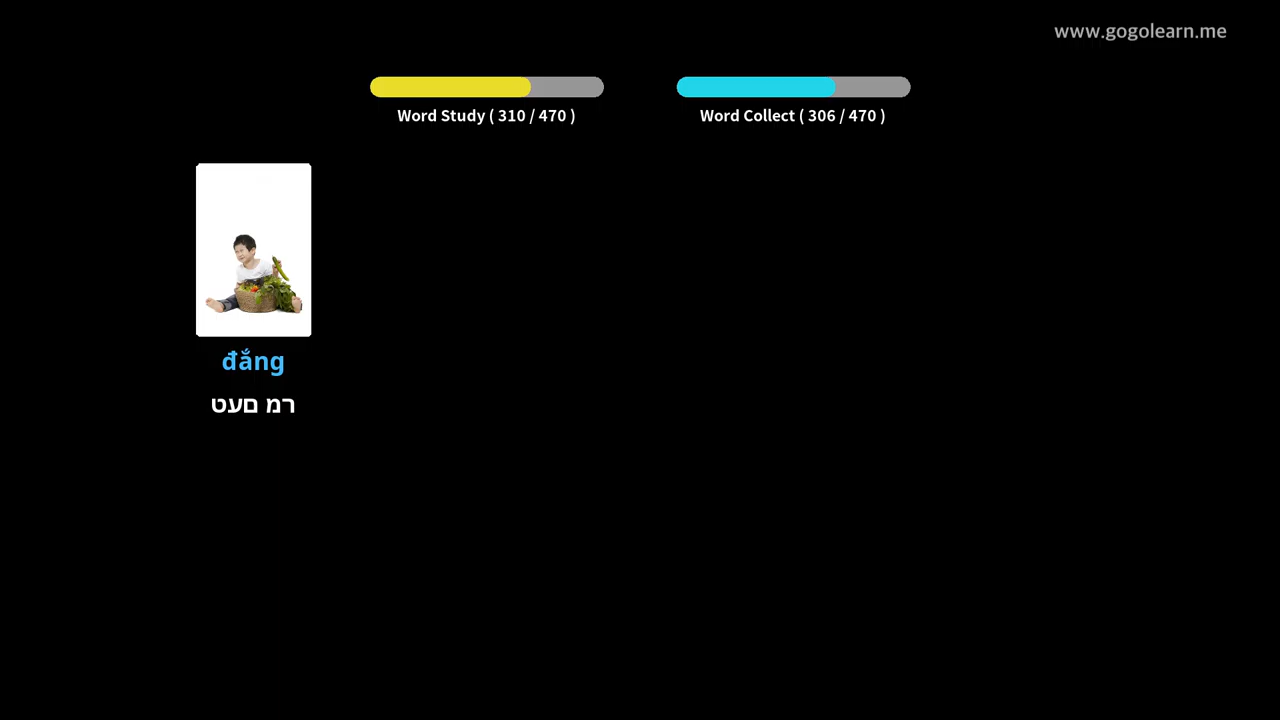 www.gogolearn.me
Word Study ( 310 / 470 )
Word Collect ( 306 / 470 )
đắng
רמ םעט